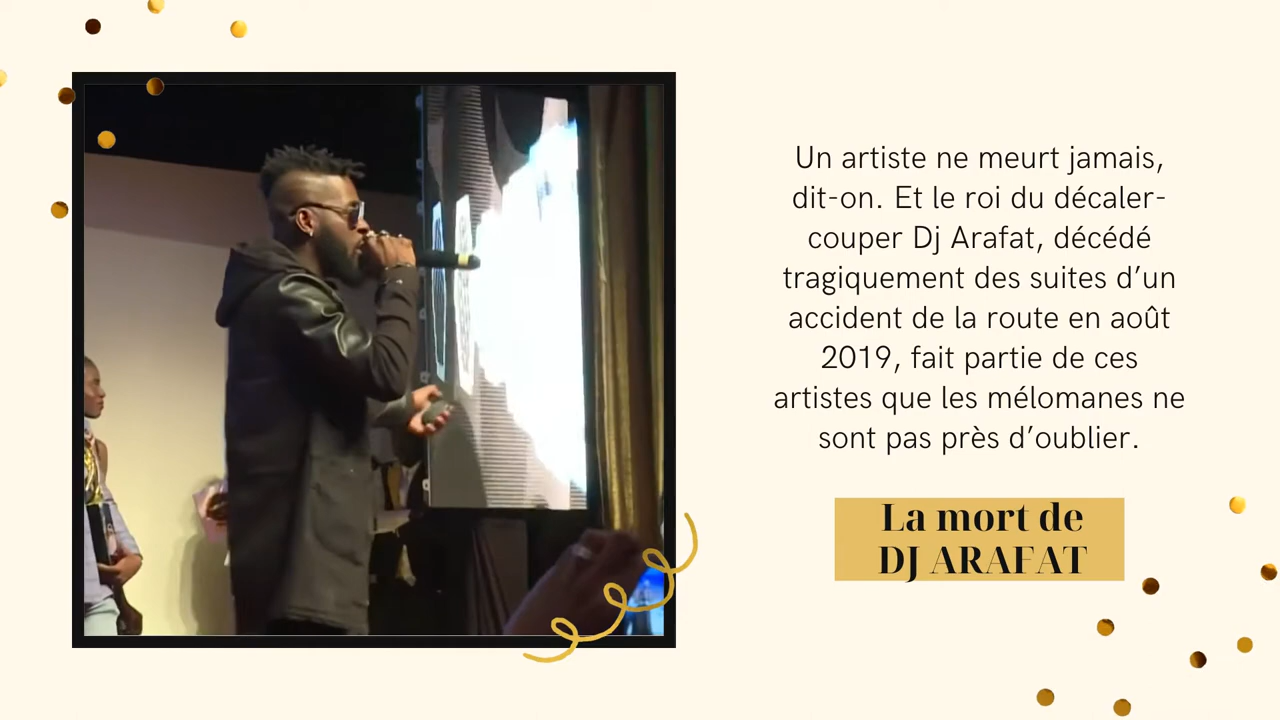 Un artiste ne meurt jamais,
dit-on. Et le roi du décaler-
couper Dj Arafat, décédé
tragiquement des suites d’un
accident de la route en août
2019, fait partie de ces
artistes que les mélomanes ne
sont pas près d’oublier.
La mort de
DJ ARAFAT